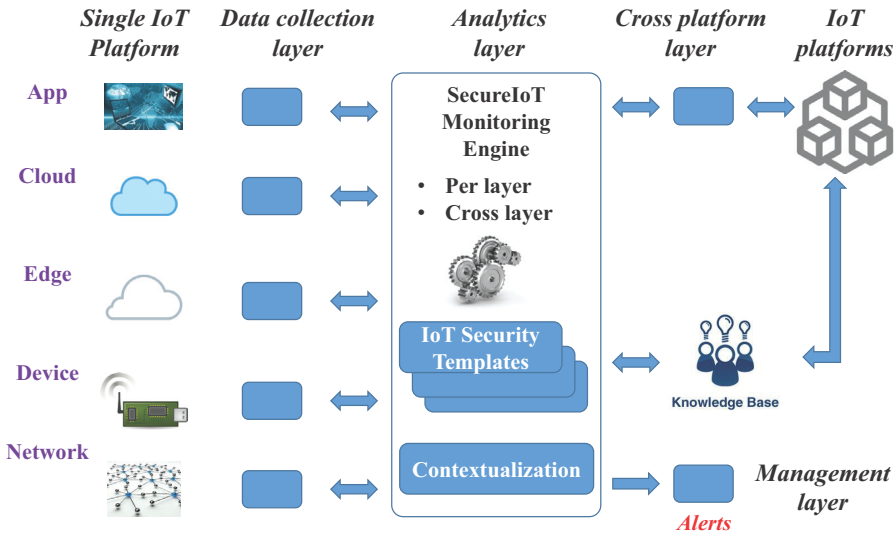 Single IoT
Platform
Data collection
layer
Analytics
layer
Cross platform
layer
IoT
platforms
App
SecureIoT
Monitoring
Engine
Cloud
• Per layer
• Cross layer
Edge
IoT Security
Templates
Device
Knowledge Base
Network
Contextualization
Management
layer
Alerts